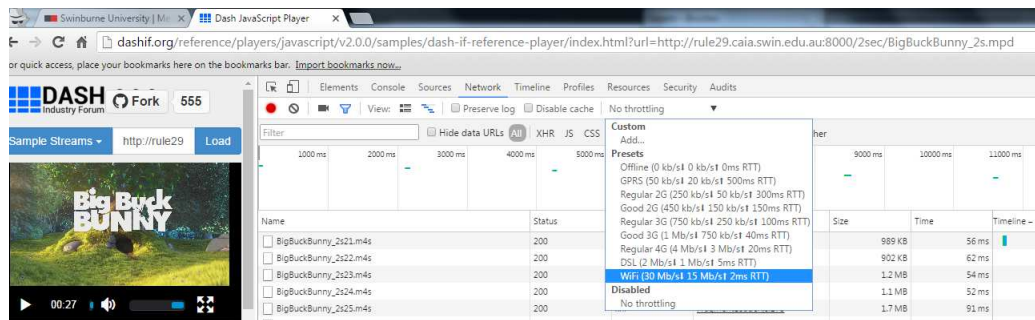 Swinburne University | Me
Dash JavaScript Player
dashif.org/reference/players/javascript/v2.0.0/samples/dash-if-reference-player/index.html?url=http://rule29.caia.swin.edu.au:8000/2sec/BigBuckBunny_2s.mpd
or quick access, place your bookmarks here on the bookmarks bar. Import bookmarks now...
DASH
Industry Forum
Fork 555
Sample Streams
http://rule29
Load
Big Buck
BUNNY
00:27
Elements Console Sources Network Timeline Profiles Resources Security Audits
View: Preserve log Disable cache No throttling
Filter Hide data URLs All XHR JS CSS her
1000 ms 2000 ms 3000 ms 4000 ms 5000 ms 9000 ms 10000 ms 11000 ms
Custom
Add...
Presets
Offline (0 kb/s⬇ 0 kb/s⬆ 0ms RTT)
GPRS (50 kb/s⬇ 20 kb/s⬆ 500ms RTT)
Regular 2G (250 kb/s⬇ 50 kb/s⬆ 300ms RTT)
Good 2G (450 kb/s⬇ 150 kb/s⬆ 150ms RTT)
Regular 3G (750 kb/s⬇ 250 kb/s⬆ 100ms RTT)
Good 3G (1 Mb/s⬇ 750 kb/s⬆ 40ms RTT)
Regular 4G (4 Mb/s⬇ 3 Mb/s⬆ 20ms RTT)
DSL (2 Mb/s⬇ 1 Mb/s⬆ 5ms RTT)
WiFi (30 Mb/s⬇ 15 Mb/s⬆ 2ms RTT)
Disabled
No throttling
Name Status Size Time Timeline
BigBuckBunny_2s21.m4s 200 989 KB 56 ms
BigBuckBunny_2s22.m4s 200 902 KB 62 ms
BigBuckBunny_2s23.m4s 200 1.2 MB 54 ms
BigBuckBunny_2s24.m4s 200 1.1 MB 52 ms
BigBuckBunny_2s25.m4s 200 1.7 MB 91 ms